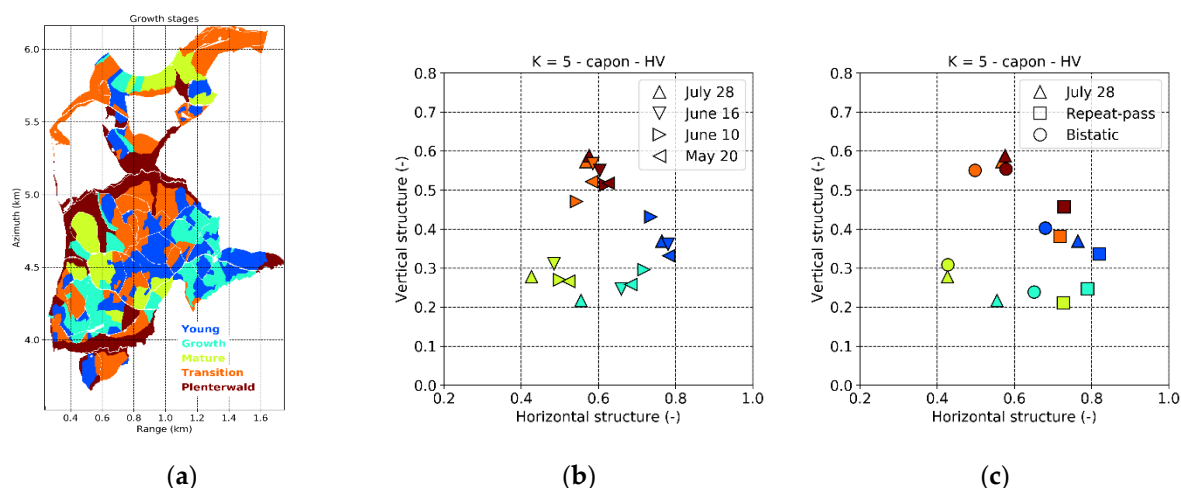 Growth stages
6.0
5.5
5.0
4.5
4.0
Azimuth (km)
Young
Growth
Mature
Transition
Plenterwald
0.4 0.6 0.8 1.0 1.2 1.4 1.6
Range (km)
(a)
K = 5 - capon - HV
0.8
0.7
0.6
0.5
0.4
0.3
0.2
0.1
0.0
Vertical structure (-)
July 28
June 16
June 10
May 20
0.2 0.4 0.6 0.8 1.0
Horizontal structure (-)
(b)
K = 5 - capon - HV
0.8
0.7
0.6
0.5
0.4
0.3
0.2
0.1
0.0
Vertical structure (-)
July 28
Repeat-pass
Bistatic
0.2 0.4 0.6 0.8 1.0
Horizontal structure (-)
(c)